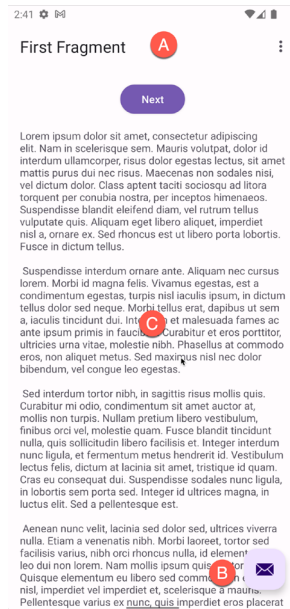 2:41
First Fragment
A
Next
Lorem ipsum dolor sit amet, consectetur adipiscing
elit. Nam in scelerisque sem. Mauris volutpat, dolor id
interdum ullamcorper, risus dolor egestas lectus, sit amet
mattis purus dui nec risus. Maecenas non sodales nisi,
vel dictum dolor. Class aptent taciti sociosqu ad litora
torquent per conubia nostra, per inceptos himenaeos.
Suspendisse blandit eleifend diam, vel rutrum tellus
vulputate quis. Aliquam eget libero aliquet, imperdiet
nisl a, ornare ex. Sed rhoncus est ut libero porta lobortis.
Fusce in dictum tellus.
Suspendisse interdum ornare ante. Aliquam nec cursus
lorem. Morbi id magna felis. Vivamus egestas, est a
condimentum egestas, turpis nisl iaculis ipsum, in dictum
tellus dolor sed neque. Morbi tellus erat, dapibus ut sem
a, iaculis tincidunt dui. et malesuada fames ac
C
ante ipsum primis in Curabitur et eros porttitor,
ultricies urna vitae, molestie nibh. Phasellus at commodo
eros, non aliquet metus. Sed maximus nisl nec dolor
bibendum, vel congue leo egestas.
Sed interdum tortor nibh, in sagittis risus mollis quis.
Curabitur mi odio, condimentum sit amet auctor at,
mollis non turpis. Nullam pretium libero vestibulum,
finibus orci vel, molestie quam. Fusce blandit tincidunt
nulla, quis sollicitudin libero facilisis et. Integer interdum
nunc ligula, et fermentum metus hendrerit id. Vestibulum
lectus felis, dictum at lacinia sit amet, tristique id quam.
Cras eu consequat dui. Suspendisse sodales nunc ligula,
in lobortis sem porta sed. Integer id ultrices magna, in
luctus elit. Sed a pellentesque est.
Aenean nunc velit, lacinia sed dolor sed, ultrices viverra
nulla. Etiam a venenatis nibh. Morbi laoreet, tortor sed
facilisis varius, nibh orci rhoncus nulla, id
leo dui non lorem. Nam mollis ipsum quis
B
Quisque elementum eu libero sed
Pellentesque varius ex nunc, quis imperdiet eros placerat